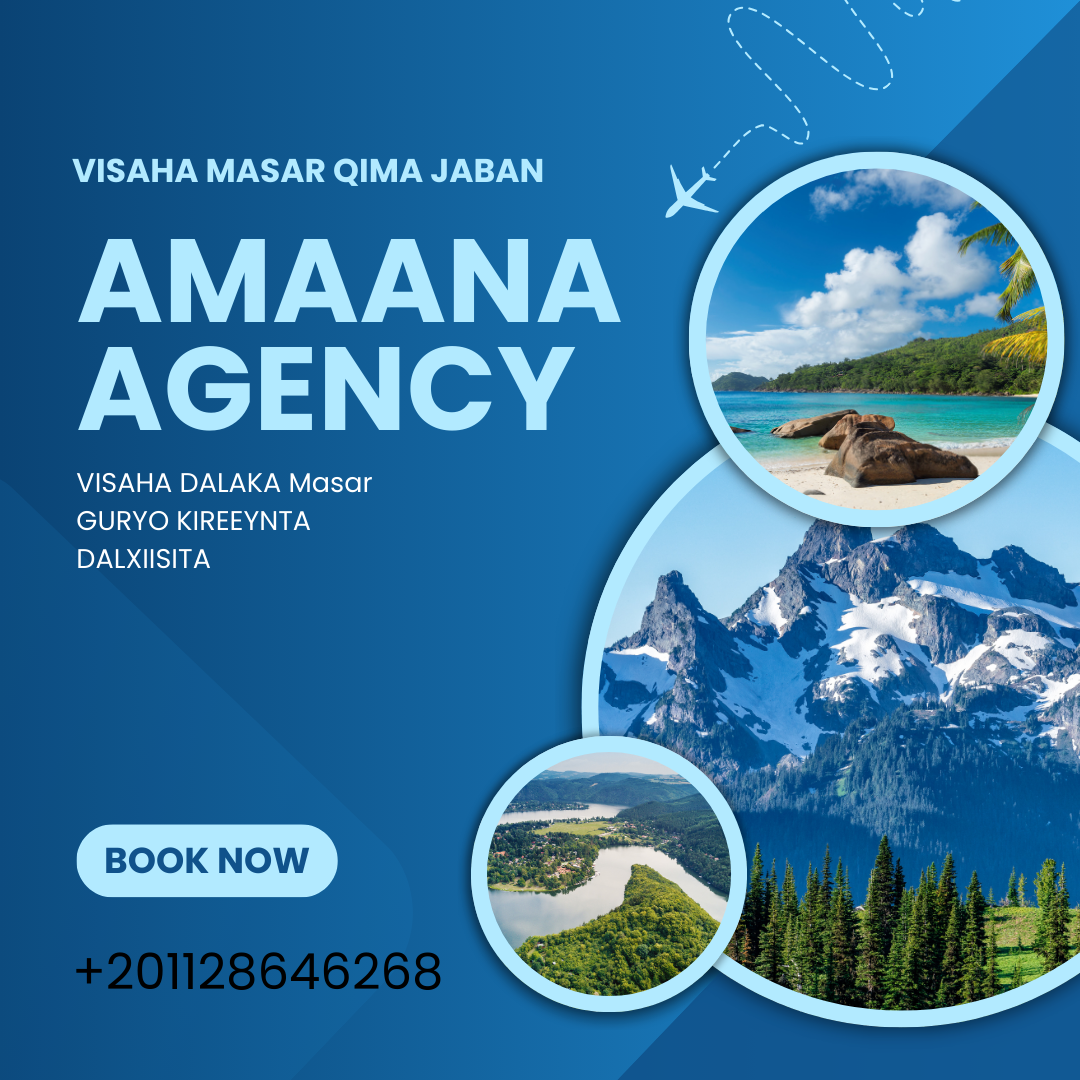 VISAHA MASAR QIMA JABAN
AMAANA
AGENCY
VISAHA DALAKA Masar
GURYO KIREEYNTA
DALXIISITA
BOOK NOW
+201128646268